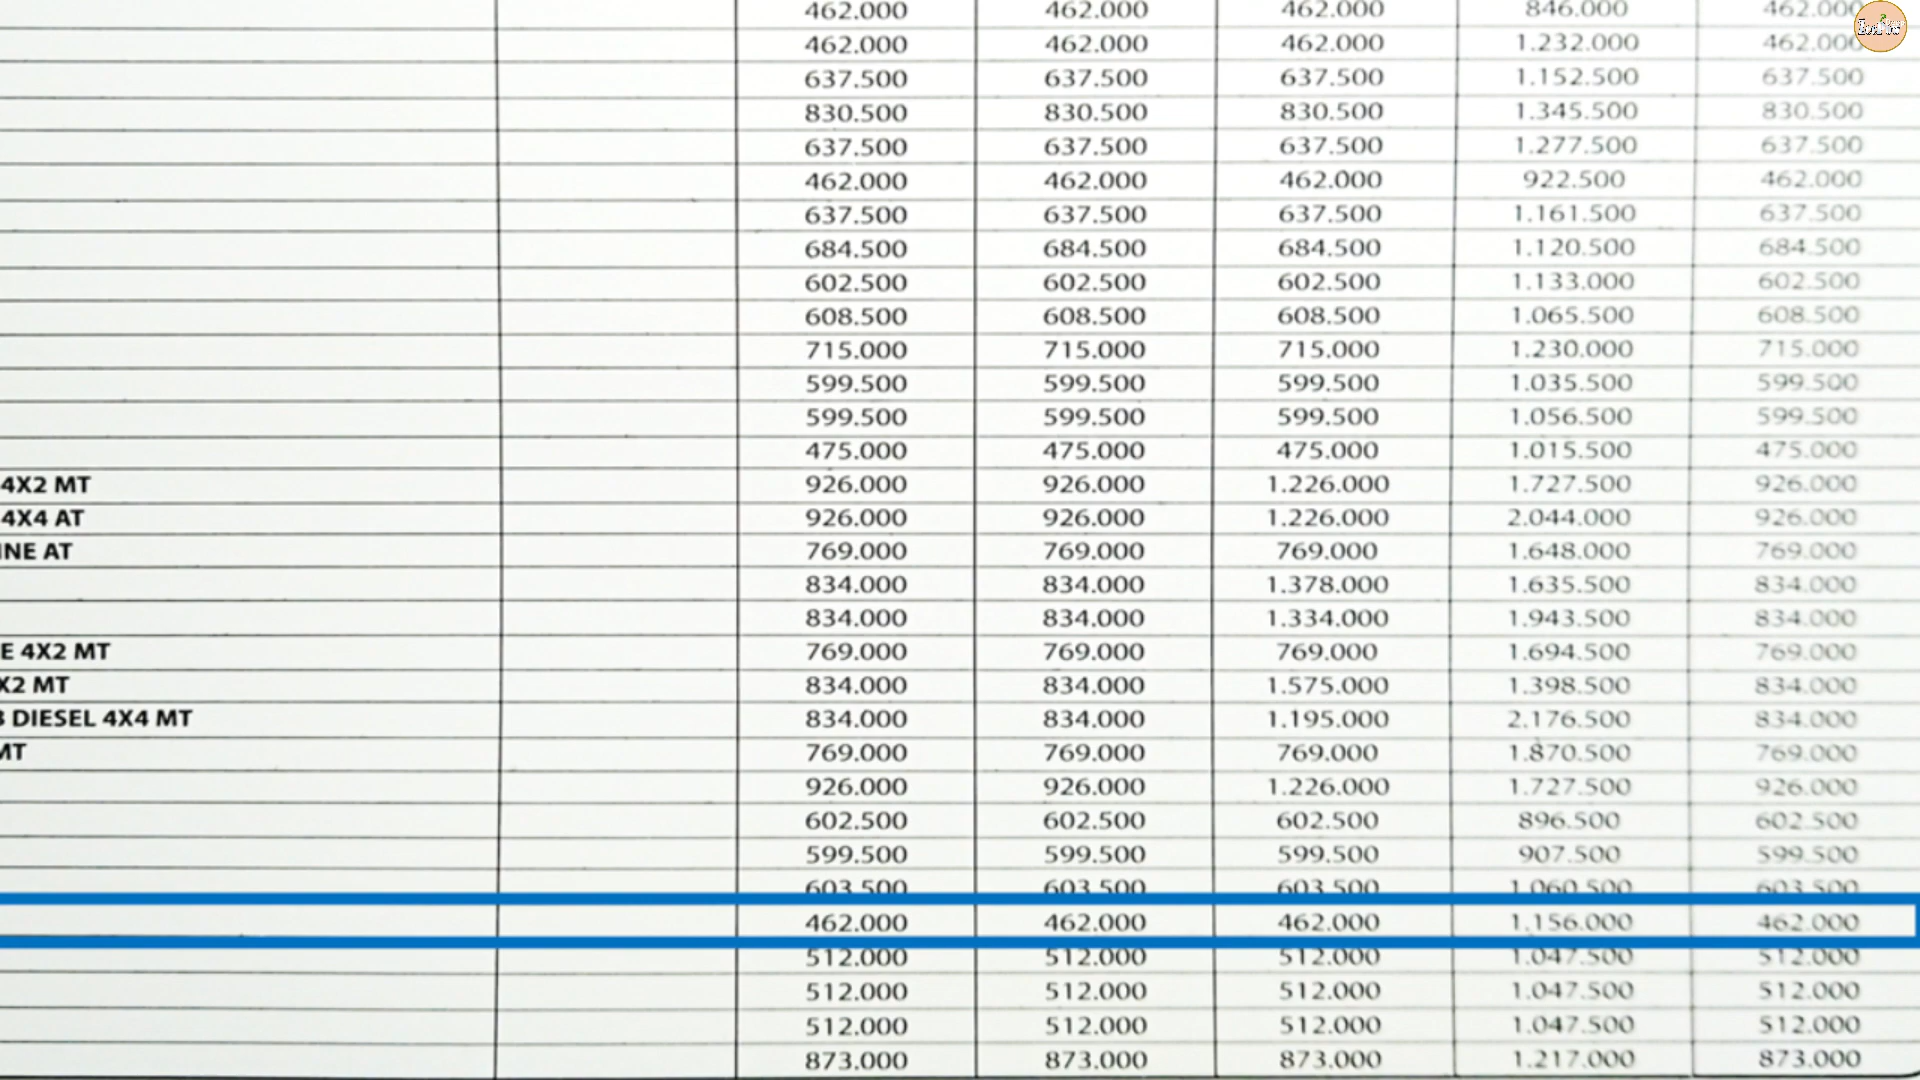 462.000 462.000 462.000 846.000 462.000
462.000 462.000 462.000 1.232.000 462.000
637.500 637.500 637.500 1.152.500 637.500
830.500 830.500 830.500 1.345.500 830.500
637.500 637.500 637.500 1.277.500 637.500
462.000 462.000 462.000 922.500 462.000
637.500 637.500 637.500 1.161.500 637.500
684.500 684.500 684.500 1.120.500 684.500
602.500 602.500 602.500 1.133.000 602.500
608.500 608.500 608.500 1.065.500 608.500
715.000 715.000 715.000 1.230.000 715.000
599.500 599.500 599.500 1.035.500 599.500
599.500 599.500 599.500 1.056.500 599.500
475.000 475.000 475.000 1.015.500 475.000
4X2 MT 926.000 926.000 1.226.000 1.727.500 926.000
4X4 AT 926.000 926.000 1.226.000 2.044.000 926.000
INE AT 769.000 769.000 769.000 1.648.000 769.000
834.000 834.000 1.378.000 1.635.500 834.000
834.000 834.000 1.334.000 1.943.500 834.000
E 4X2 MT 769.000 769.000 769.000 1.694.500 769.000
X2 MT 834.000 834.000 1.575.000 1.398.500 834.000
DIESEL 4X4 MT 834.000 834.000 1.195.000 2.176.500 834.000
MT 769.000 769.000 769.000 1.870.500 769.000
926.000 926.000 1.226.000 1.727.500 926.000
602.500 602.500 602.500 896.500 602.500
599.500 599.500 599.500 907.500 599.500
603.500 603.500 603.500 1.060.500 603.500
462.000 462.000 462.000 1.156.000 462.000
512.000 512.000 512.000 1.047.500 512.000
512.000 512.000 512.000 1.047.500 512.000
512.000 512.000 512.000 1.047.500 512.000
873.000 873.000 873.000 1.217.000 873.000